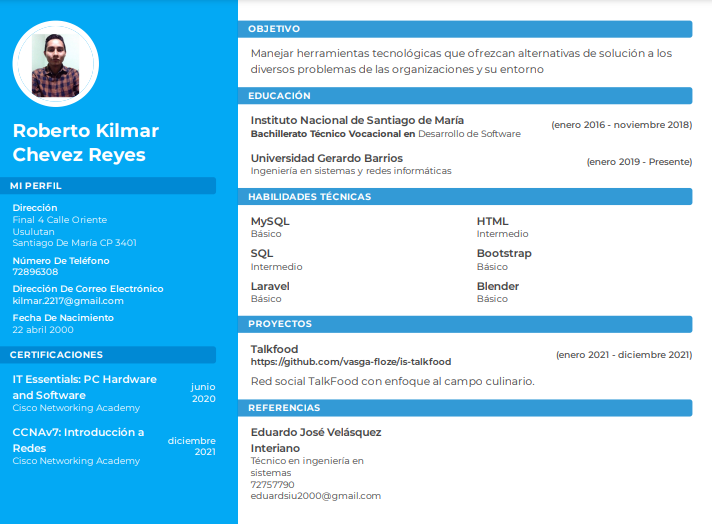 Roberto Kilmar
Chevez Reyes
MI PERFIL
Dirección
Final 4 Calle Oriente
Usulutan
Santiago De María CP 3401
Número De Teléfono
72896308
Dirección De Correo Electrónico
kilmar.2217@gmail.com
Fecha De Nacimiento
22 abril 2000
CERTIFICACIONES
IT Essentials: PC Hardware
and Software
Cisco Networking Academy
junio
2020
CCNAv7: Introducción a
Redes
Cisco Networking Academy
diciembre
2021
OBJETIVO
Manejar herramientas tecnológicas que ofrezcan alternativas de solución a los
diversos problemas de las organizaciones y su entorno
EDUCACIÓN
Instituto Nacional de Santiago de María
Bachillerato Técnico Vocacional en Desarrollo de Software
(enero 2016 - noviembre 2018)
Universidad Gerardo Barrios
Ingeniería en sistemas y redes informáticas
(enero 2019 - Presente)
HABILIDADES TÉCNICAS
MySQL
Básico
HTML
Intermedio
SQL
Intermedio
Bootstrap
Básico
Laravel
Básico
Blender
Básico
PROYECTOS
Talkfood
https://github.com/vasga-floze/is-talkfood
(enero 2021 - diciembre 2021)
Red social TalkFood con enfoque al campo culinario.
REFERENCIAS
Eduardo José Velásquez
Interiano
Técnico en ingeniería en
sistemas
72757790
eduardsiu2000@gmail.com